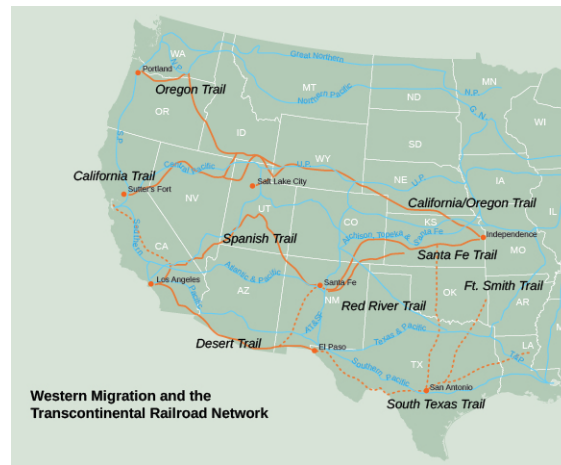 WA
Great Northern
Portland
N.P.
Oregon Trail
MT
Northern Pacific
ND
MN
N.P.
G. N.
OR
ID
SD
WI
S.P.
California Trail
Central Pacific
U.P.
WY
Sutter's Fort
Salt Lake City
NE
U.P.
IA
NV
California/Oregon Trail
UT
CO
KS
IL
Atchison, Topeka &
Santa Fe
Independence
Southern
Spanish Trail
Santa Fe Trail
MO
CA
Atlantic & Pacific
Los Angeles
Santa Fe
OK
Ft. Smith Trail
AZ
NM
Red River Trail
AR
Pacific
AT&SF
Texas & Pacific
Desert Trail
El Paso
T&P
LA
M
Southern Pacific
TX
San Antonio
South Texas Trail
Western Migration and the
Transcontinental Railroad Network